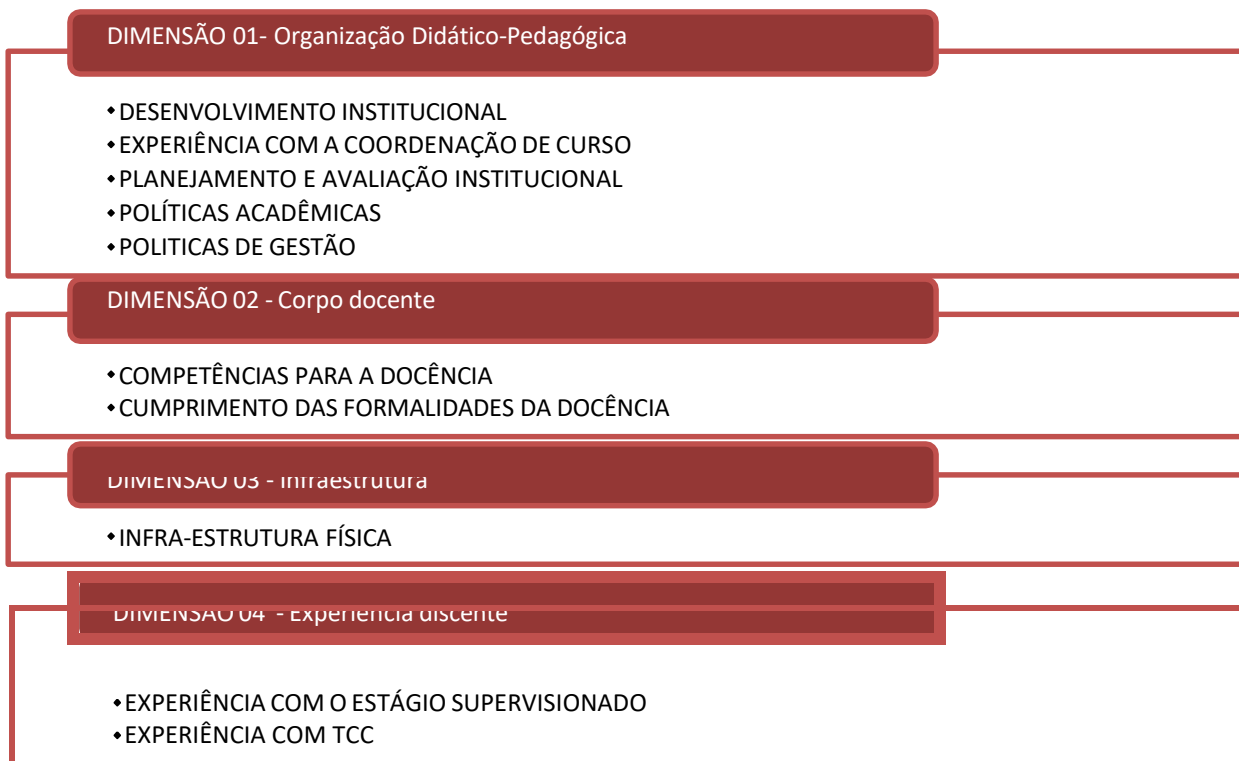 DIMENSÃO 01- Organização Didático-Pedagógica
•DESENVOLVIMENTO INSTITUCIONAL
•EXPERIÊNCIA COM A COORDENAÇÃO DE CURSO
•PLANEJAMENTO E AVALIAÇÃO INSTITUCIONAL
•POLÍTICAS ACADÊMICAS
•POLITICAS DE GESTÃO
DIMENSÃO 02 - Corpo docente
•COMPETÊNCIAS PARA A DOCÊNCIA
•CUMPRIMENTO DAS FORMALIDADES DA DOCÊNCIA
DIMENSÃO 03 - Infraestrutura
•INFRA-ESTRUTURA FÍSICA
DIMENSÃO 04 - Experiência discente
•EXPERIÊNCIA COM O ESTÁGIO SUPERVISIONADO
•EXPERIÊNCIA COM TCC